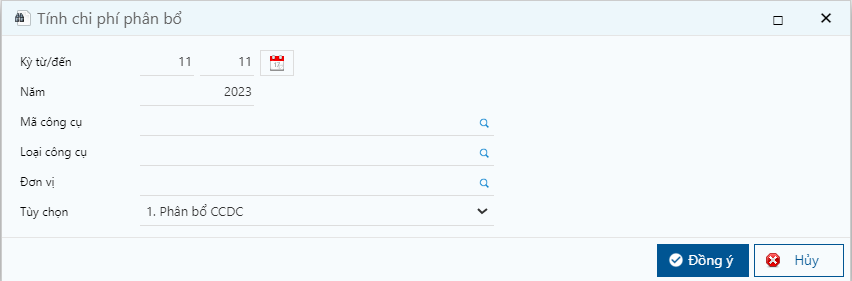 Tính chi phí phân bổ
Kỳ từ/đến 11 11
Năm 2023
Mã công cụ
Loại công cụ
Đơn vị
Tùy chọn 1. Phân bổ CCDC
Đồng ý Hủy